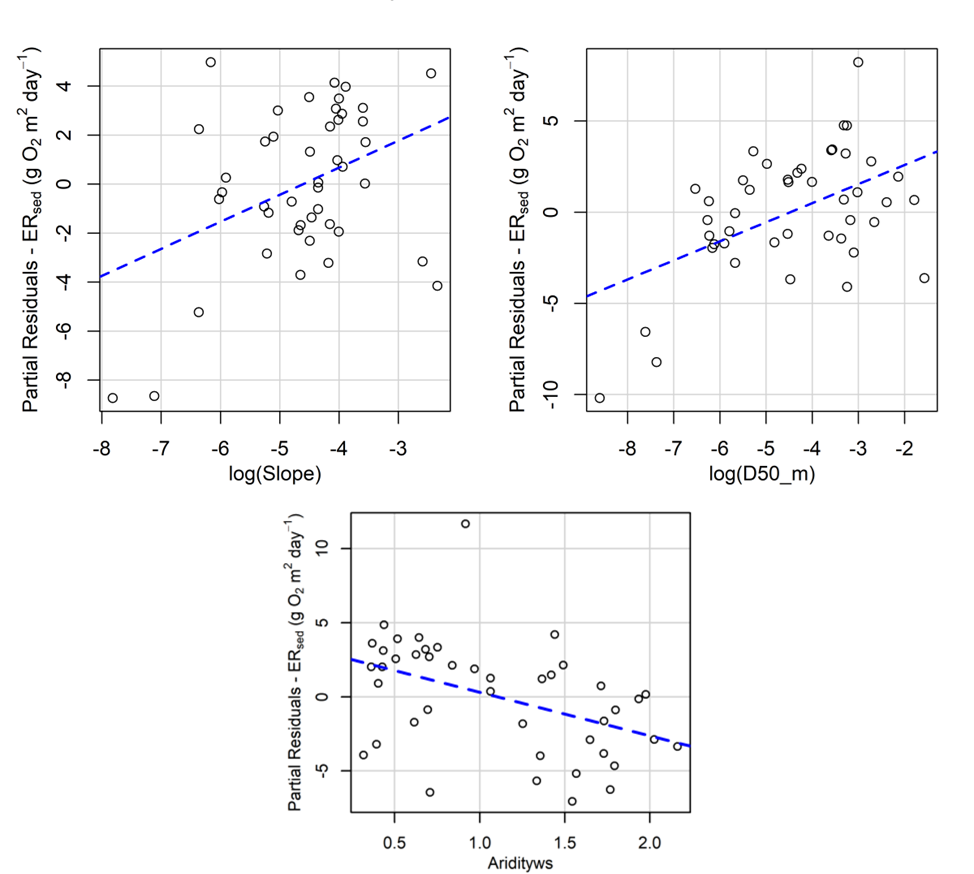 Partial Residuals - ERsed (g O2 m2 day−1)
4
2
0
-2
-4
-6
-8
-8 -7 -6 -5 -4 -3
log(Slope)
Partial Residuals - ERsed (g O2 m2 day−1)
5
0
-5
-10
-8 -7 -6 -5 -4 -3 -2
log(D50_m)
Partial Residuals - ERsed (g O2 m2 day−1)
10
5
0
-5
0.5 1.0 1.5 2.0
Aridityws